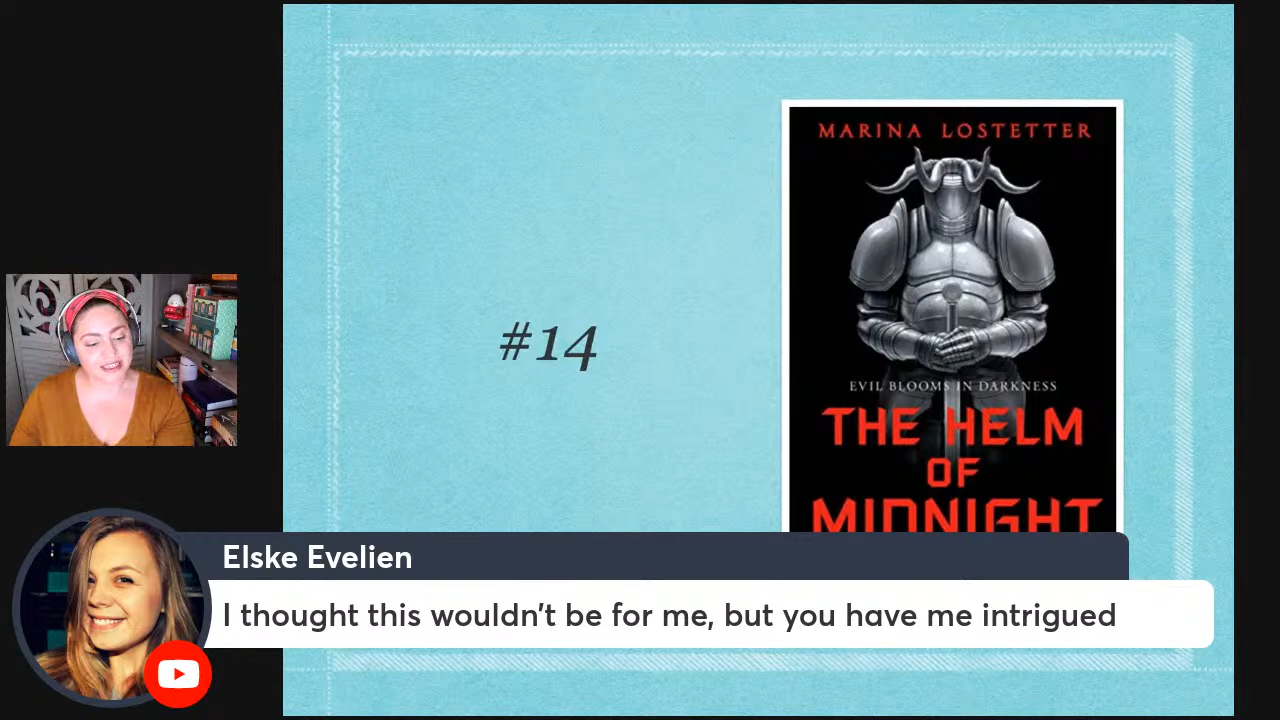 #14
MARINA LOSTETTER
EVIL BLOOMS IN DARKNESS
THE HELM
OF
MIDNIGHT
Elske Evelien
I thought this wouldn't be for me, but you have me intrigued